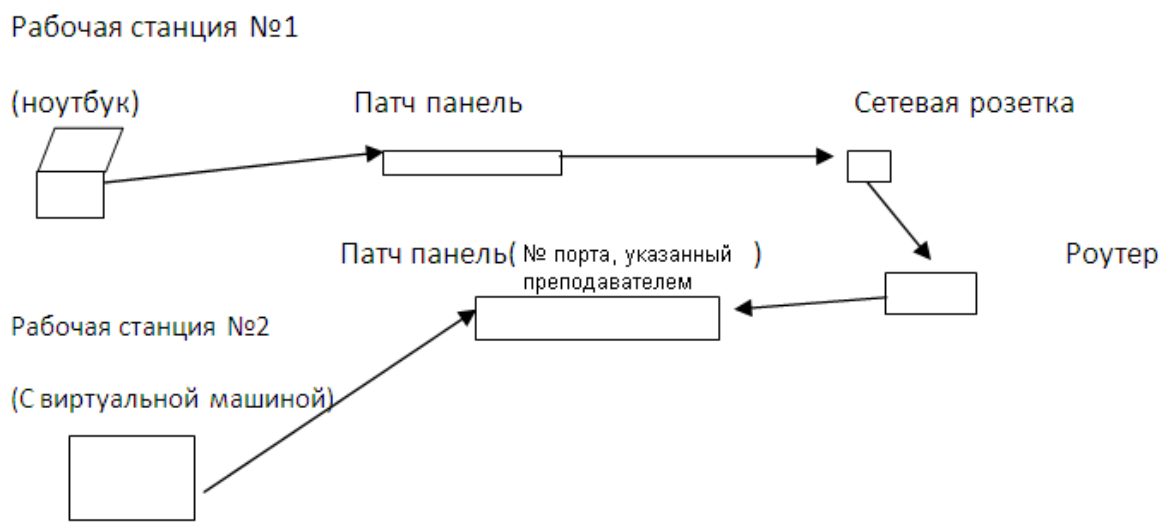 Рабочая станция №1
(ноутбук) Патч панель Сетевая розетка
Патч панель( № порта, указанный ) Роутер
преподавателем
Рабочая станция №2
(С виртуальной машиной)